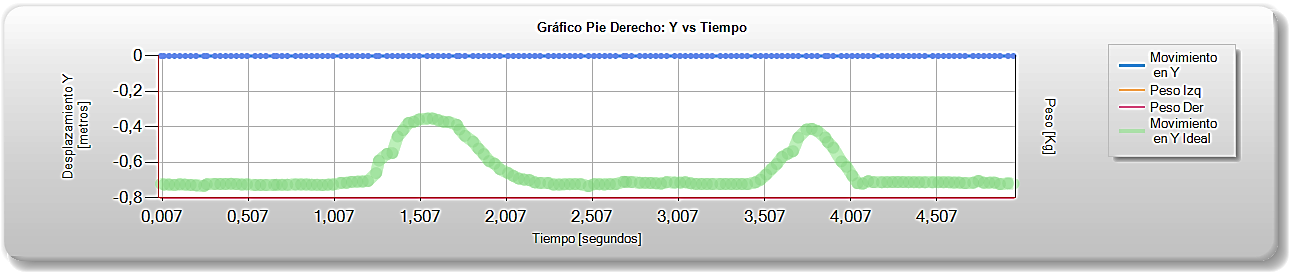 Gráfico Pie Derecho: Y vs Tiempo
Desplazamiento Y
[metros]
0
-0,2
-0,4
-0,6
-0,8
0,007
0,507
1,007
1,507
2,007
2,507
3,007
3,507
4,007
4,507
Tiempo [segundos]
Peso [Kg]
Movimiento
en Y
Peso Izq
Peso Der
Movimiento
en Y Ideal